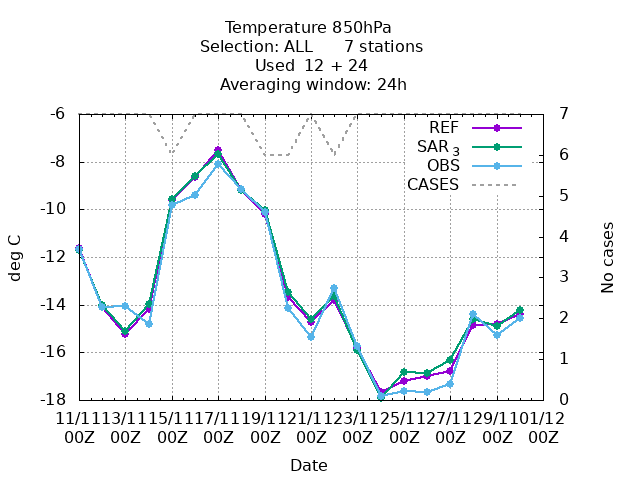 Temperature 850hPa
Selection: ALL 7 stations
Used 12 + 24
Averaging window: 24h
-6
-8
-10
-12
-14
-16
-18
deg C
7
6
5
4
3
2
1
0
No cases
REF
SAR 3
OBS
CASES
11/11 13/11 15/11 17/11 19/11 21/11 23/11 25/11 27/11 29/11 01/12
00Z 00Z 00Z 00Z 00Z 00Z 00Z 00Z 00Z 00Z 00Z
Date